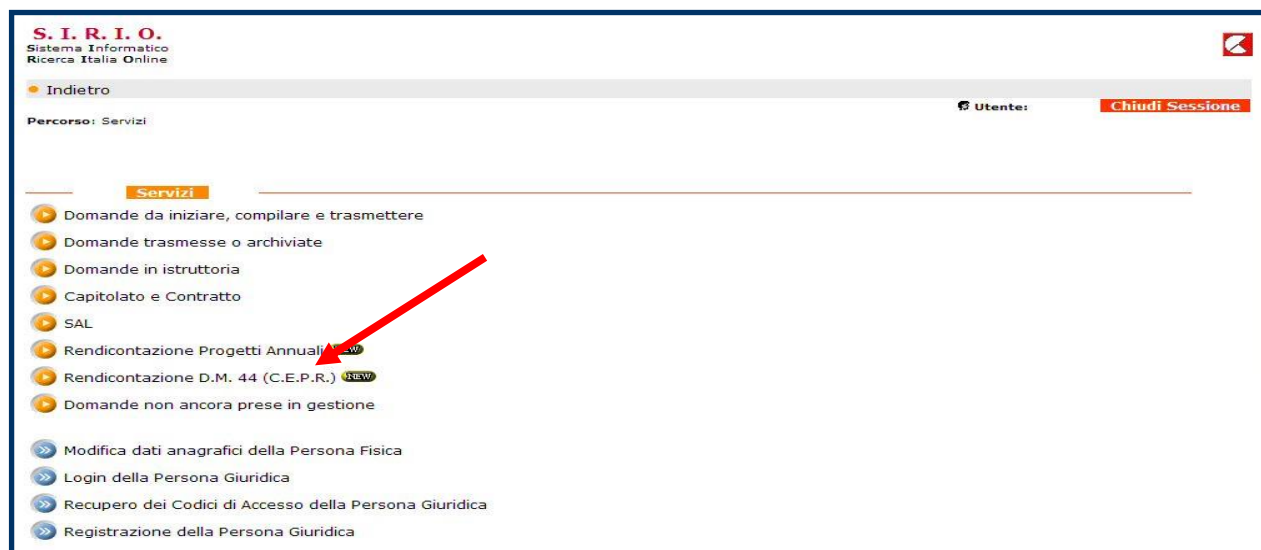 S. I. R. I. O.
Sistema Informatico
Ricerca Italia Online
Indietro
Utente:
Chiudi Sessione
Percorso: Servizi
Servizi
Domande da iniziare, compilare e trasmettere
Domande trasmesse o archiviate
Domande in istruttoria
Capitolato e Contratto
SAL
Rendicontazione Progetti Annuali
Rendicontazione D.M. 44 (C.E.P.R.) NEW
Domande non ancora prese in gestione
Modifica dati anagrafici della Persona Fisica
Login della Persona Giuridica
Recupero dei Codici di Accesso della Persona Giuridica
Registrazione della Persona Giuridica